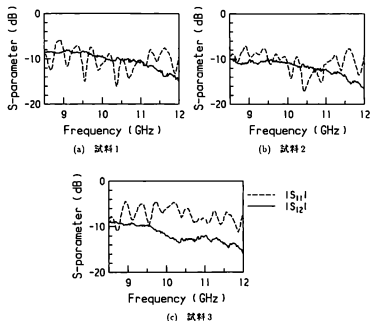 0
-10
-20
S-parameter (dB)
9 10 11 12
Frequency (GHz)
(a) 試料1
0
-10
-20
S-parameter (dB)
9 10 11 12
Frequency (GHz)
(b) 試料2
0
-10
-20
S-parameter (dB)
9 10 11 12
Frequency (GHz)
(c) 試料3
|S11|
|S12|